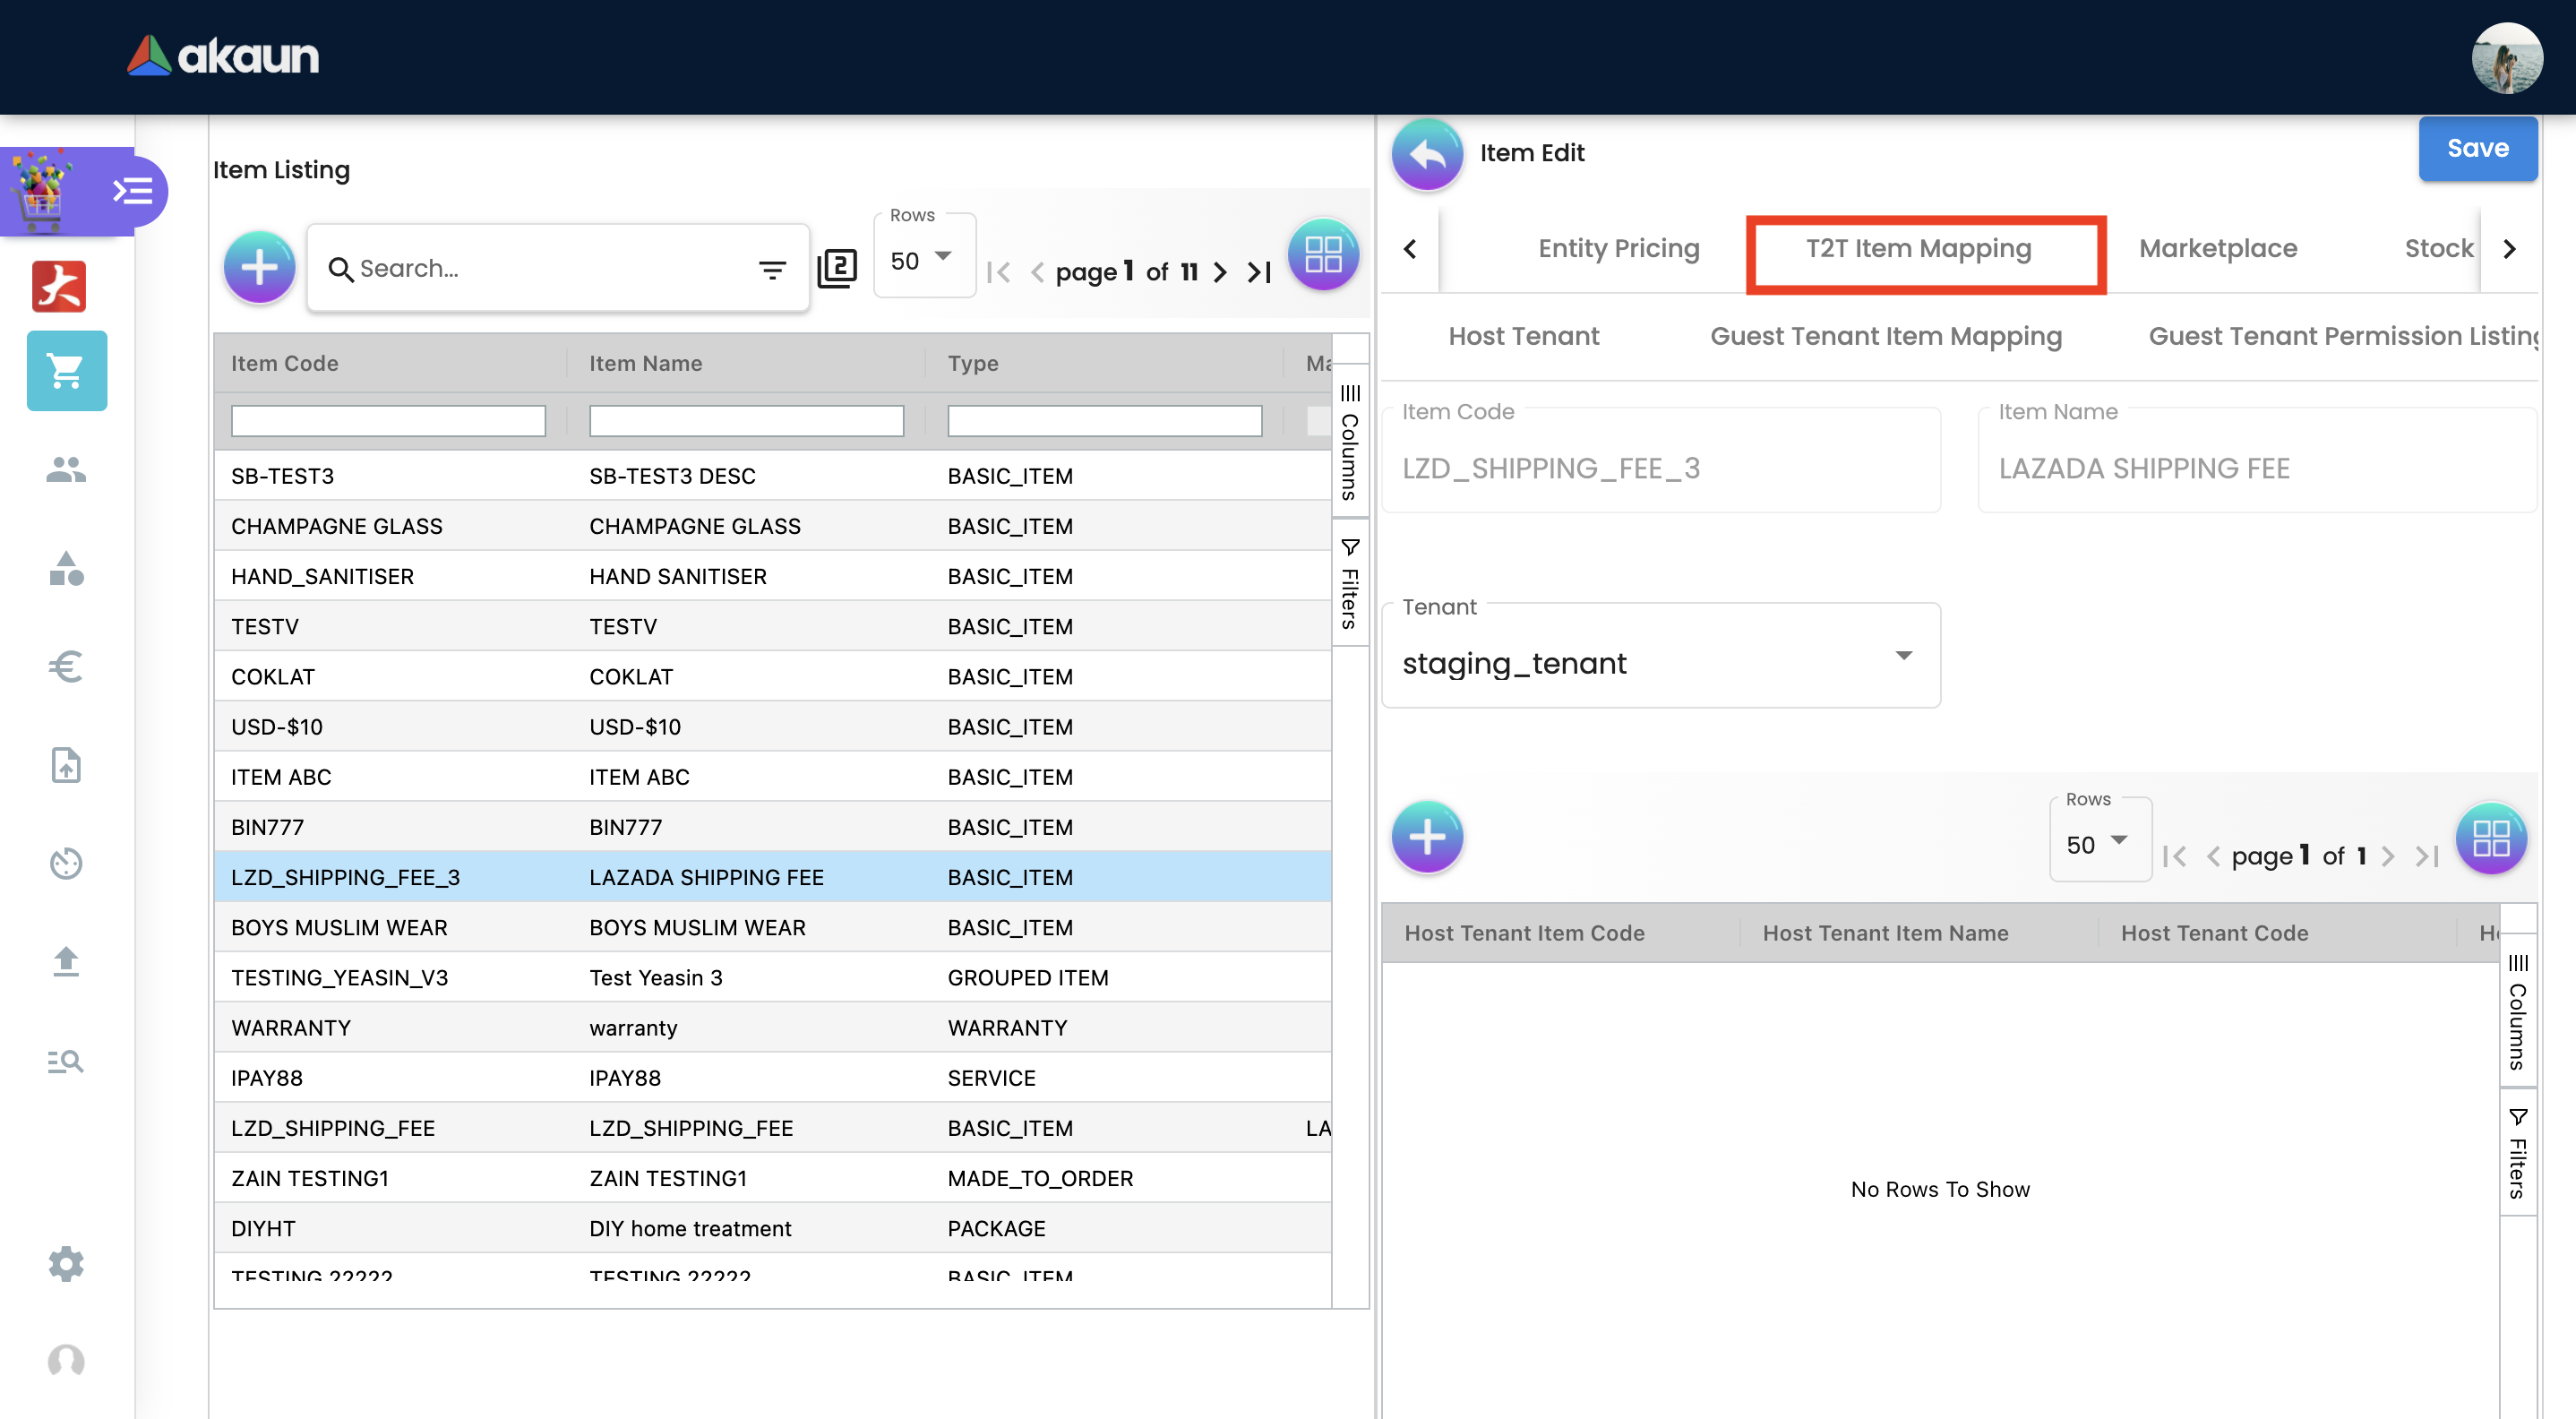 akaun
Item Listing
Search...
2
Rows
50
page 1 of 11
Item Code Item Name Type Ma
SB-TEST3 SB-TEST3 DESC BASIC_ITEM
CHAMPAGNE GLASS CHAMPAGNE GLASS BASIC_ITEM
HAND_SANITISER HAND SANITISER BASIC_ITEM
TESTV TESTV BASIC_ITEM
COKLAT COKLAT BASIC_ITEM
USD-$10 USD-$10 BASIC_ITEM
ITEM ABC ITEM ABC BASIC_ITEM
BIN777 BIN777 BASIC_ITEM
LZD_SHIPPING_FEE_3 LAZADA SHIPPING FEE BASIC_ITEM
BOYS MUSLIM WEAR BOYS MUSLIM WEAR BASIC_ITEM
TESTING_YEASIN_V3 Test Yeasin 3 GROUPED ITEM
WARRANTY warranty WARRANTY
IPAY88 IPAY88 SERVICE
LZD_SHIPPING_FEE LZD_SHIPPING_FEE BASIC_ITEM LA
ZAIN TESTING1 ZAIN TESTING1 MADE_TO_ORDER
DIYHT DIY home treatment PACKAGE
TESTING 22222 TESTING 22222 BASIC_ITEM
Columns
Filters
Item Edit
Save
Entity Pricing T2T Item Mapping Marketplace Stock
Host Tenant Guest Tenant Item Mapping Guest Tenant Permission Listing
Item Code Item Name
LZD_SHIPPING_FEE_3 LAZADA SHIPPING FEE
Tenant
staging_tenant
Rows
50
page 1 of 1
Host Tenant Item Code Host Tenant Item Name Host Tenant Code Ho
No Rows To Show
Columns
Filters